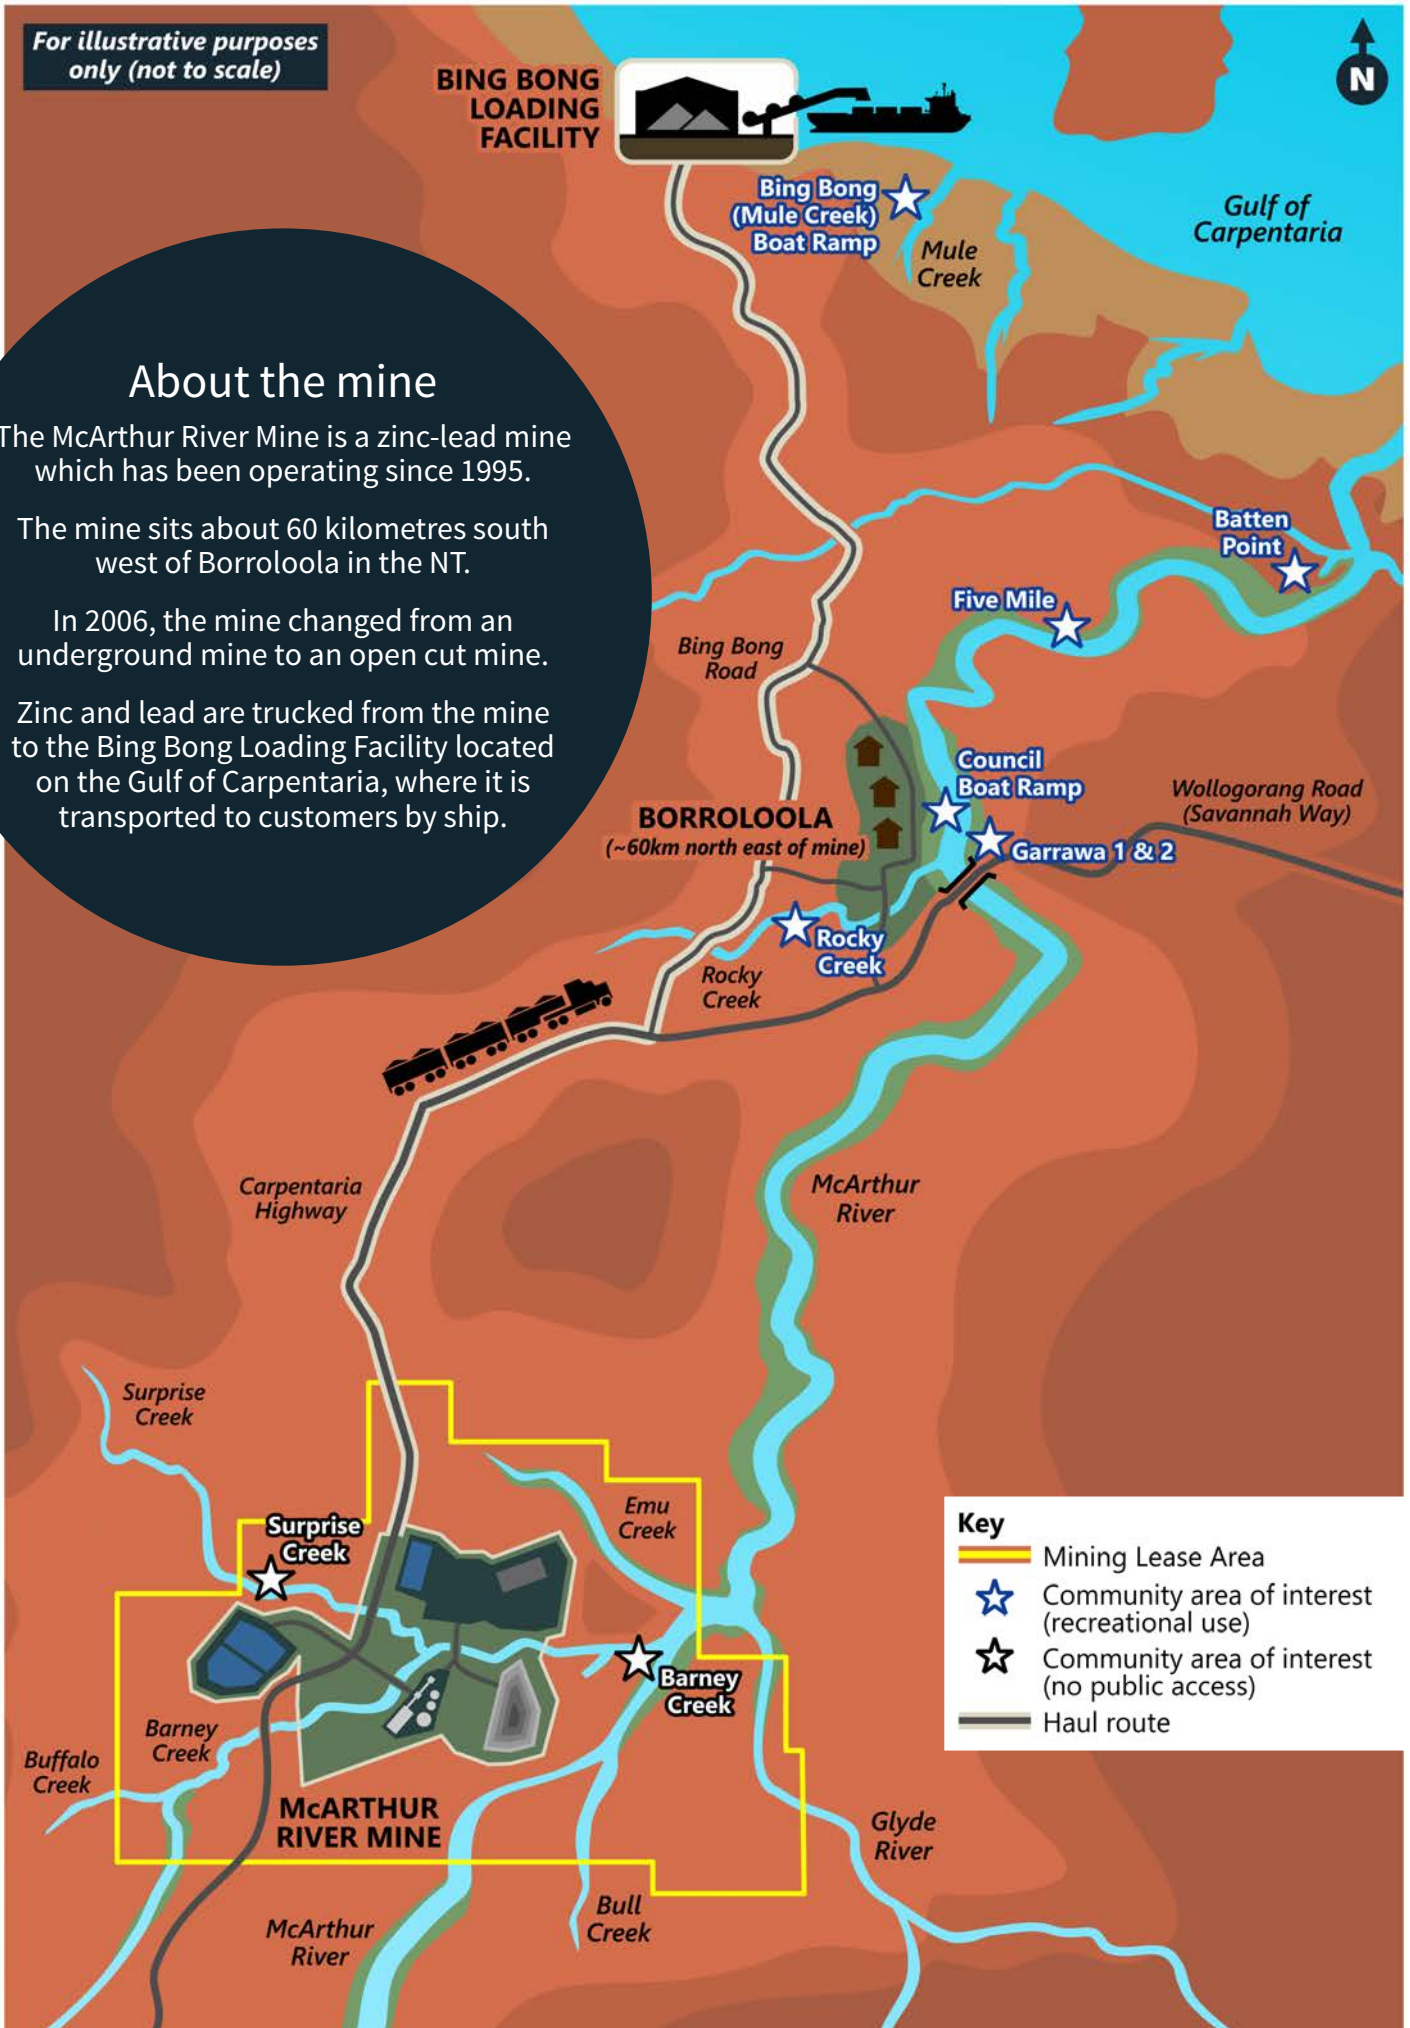 For illustrative purposes
only (not to scale)
N
BING BONG
LOADING
FACILITY
Bing Bong
(Mule Creek)
Boat Ramp
Mule
Creek
Gulf of
Carpentaria
About the mine
The McArthur River Mine is a zinc-lead mine
which has been operating since 1995.
The mine sits about 60 kilometres south
west of Borroloola in the NT.
In 2006, the mine changed from an
underground mine to an open cut mine.
Zinc and lead are trucked from the mine
to the Bing Bong Loading Facility located
on the Gulf of Carpentaria, where it is
transported to customers by ship.
Batten
Point
Five Mile
Bing Bong
Road
Council
Boat Ramp
Wollogorang Road
(Savannah Way)
BORROLOOLA
(~60km north east of mine)
Garrawa 1 & 2
Rocky
Creek
Rocky
Creek
Carpentaria
Highway
McArthur
River
Surprise
Creek
Surprise
Creek
Emu
Creek
Barney
Creek
Barney
Creek
Buffalo
Creek
McARTHUR
RIVER MINE
Glyde
River
Bull
Creek
McArthur
River
Key
Mining Lease Area
Community area of interest
(recreational use)
Community area of interest
(no public access)
Haul route